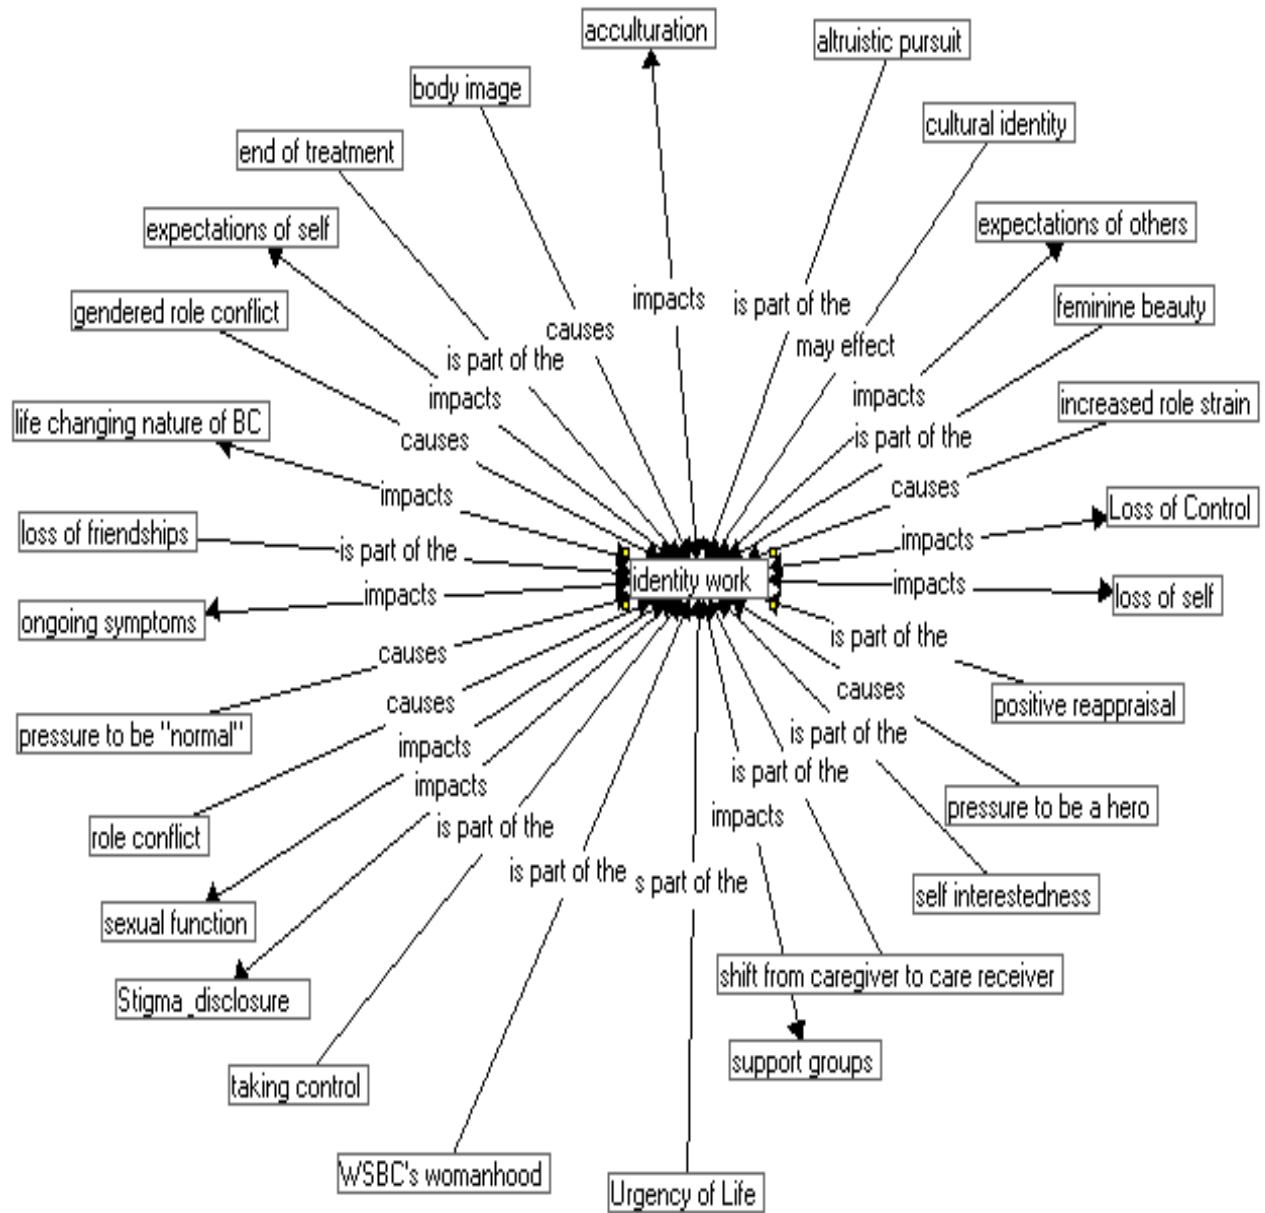 acculturation
altruistic pursuit
body image
cultural identity
end of treatment
expectations of self
expectations of others
gendered role conflict
feminine beauty
impacts
is part of the
causes
may effect
is part of the
impacts
impacts
life changing nature of BC
increased role strain
causes
is part of the
impacts
causes
loss of friendships
Loss of Control
is part of the
impacts
identity work
impacts
impacts
loss of self
ongoing symptoms
is part of the
causes
positive reappraisal
causes
causes
pressure to be "normal"
is part of the
impacts
is part of the
impacts
pressure to be a hero
impacts
role conflict
is part of the
is part of the
s part of the
self interestedness
sexual function
shift from caregiver to care receiver
Stigma_disclosure
support groups
taking control
WSBC's womanhood
Urgency of Life